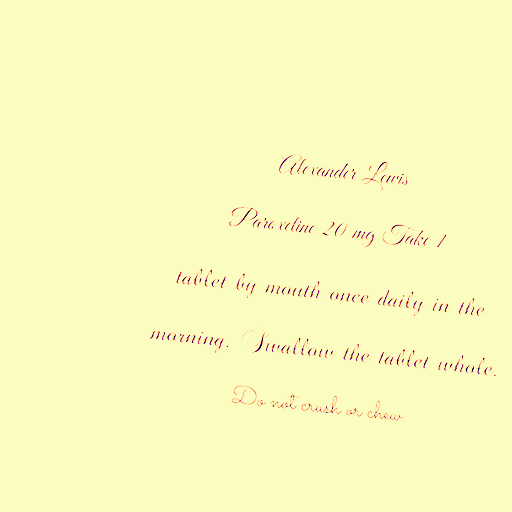 Alexander Lewis
Paroxetine 20 mg Take 1
tablet by mouth once daily in the
morning. Swallow the tablet whole.
Do not crush or chew.